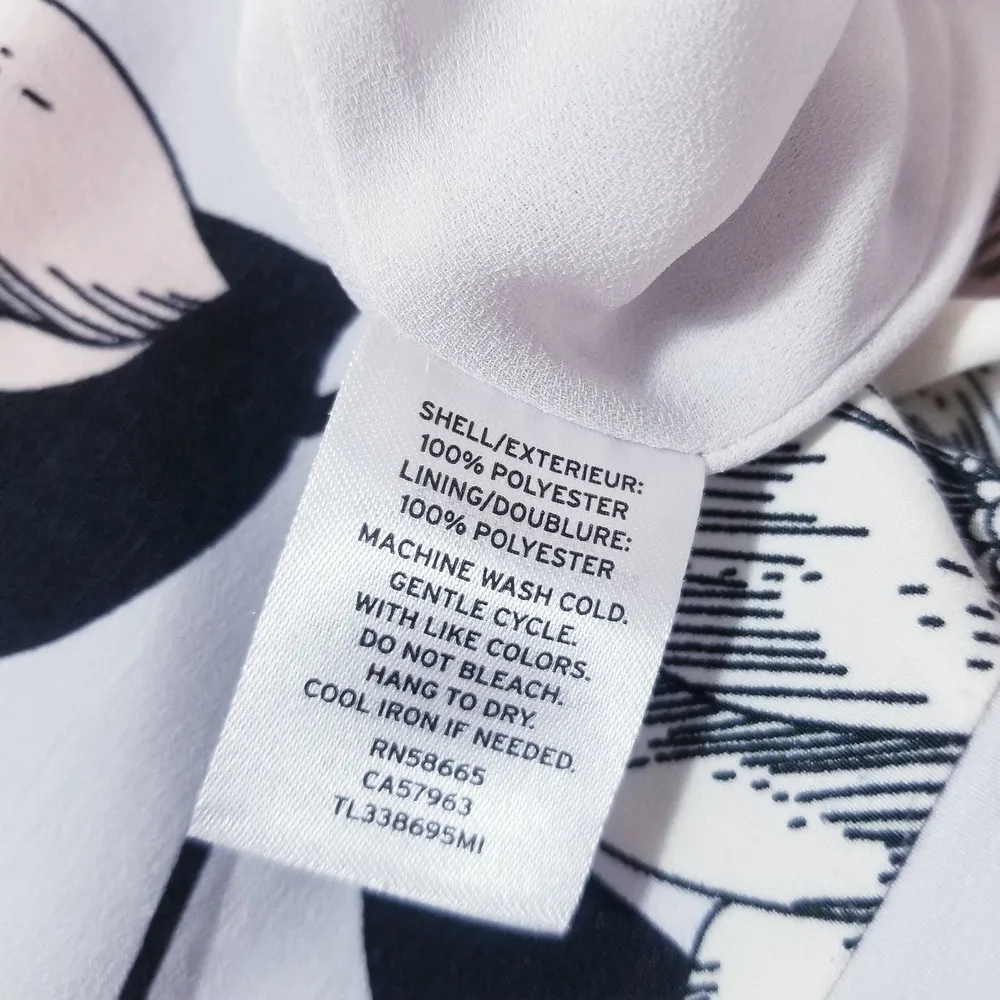 SHELL/EXTERIEUR:
100% POLYESTER
LINING/DOUBLURE:
100% POLYESTER
MACHINE WASH COLD.
GENTLE CYCLE.
WITH LIKE COLORS.
DO NOT BLEACH.
HANG TO DRY.
COOL IRON IF NEEDED.
RN58665
CA57963
TL338695MI